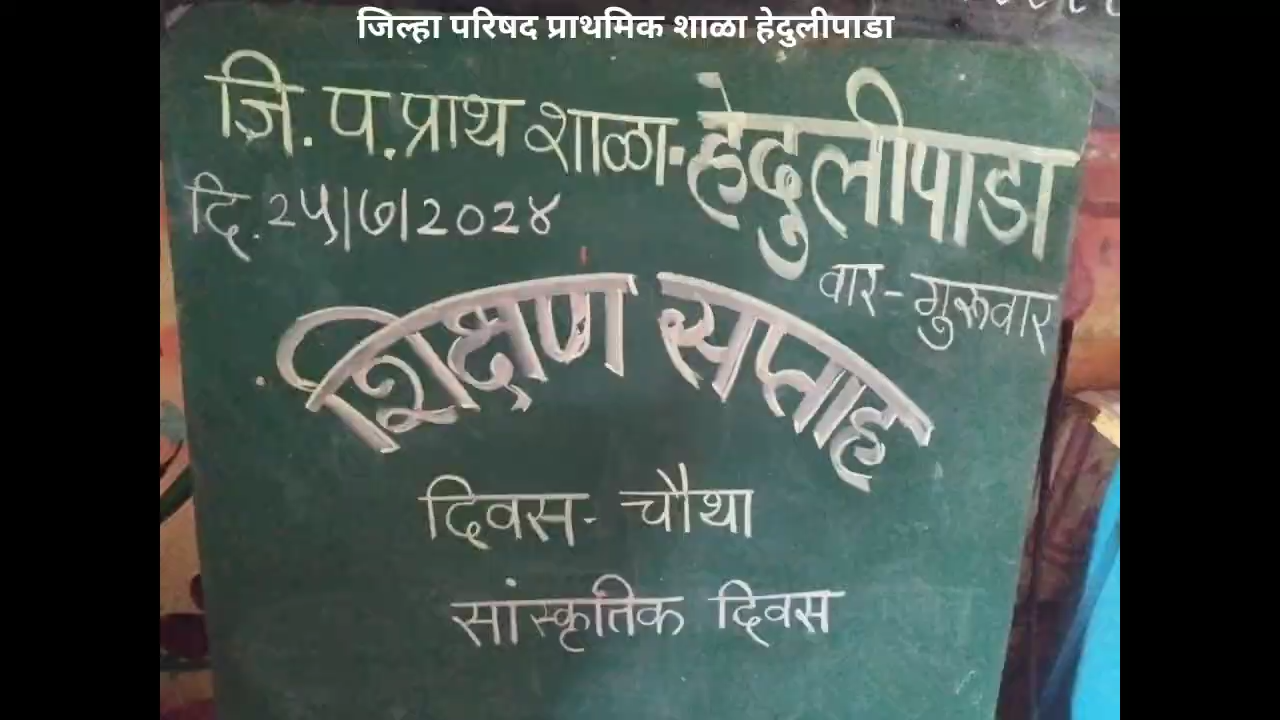 जिल्हा परिषद प्राथमिक शाळा हेदुलीपाडा
जि.प.प्राथ शाळा-हेदुलीपाडा
दि.२५/७/२०२४
वार-गुरूवार
शिक्षण सप्ताह
दिवस- चौथा
सांस्कृतिक दिवस